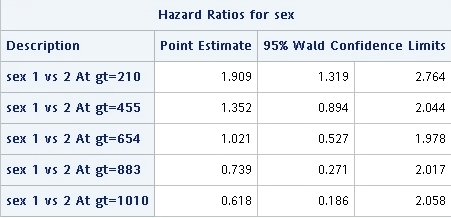 Hazard Ratios for sex
Description Point Estimate 95% Wald Confidence Limits
sex 1 vs 2 At gt=210 1.909 1.319 2.764
sex 1 vs 2 At gt=455 1.352 0.894 2.044
sex 1 vs 2 At gt=654 1.021 0.527 1.978
sex 1 vs 2 At gt=883 0.739 0.271 2.017
sex 1 vs 2 At gt=1010 0.618 0.186 2.058